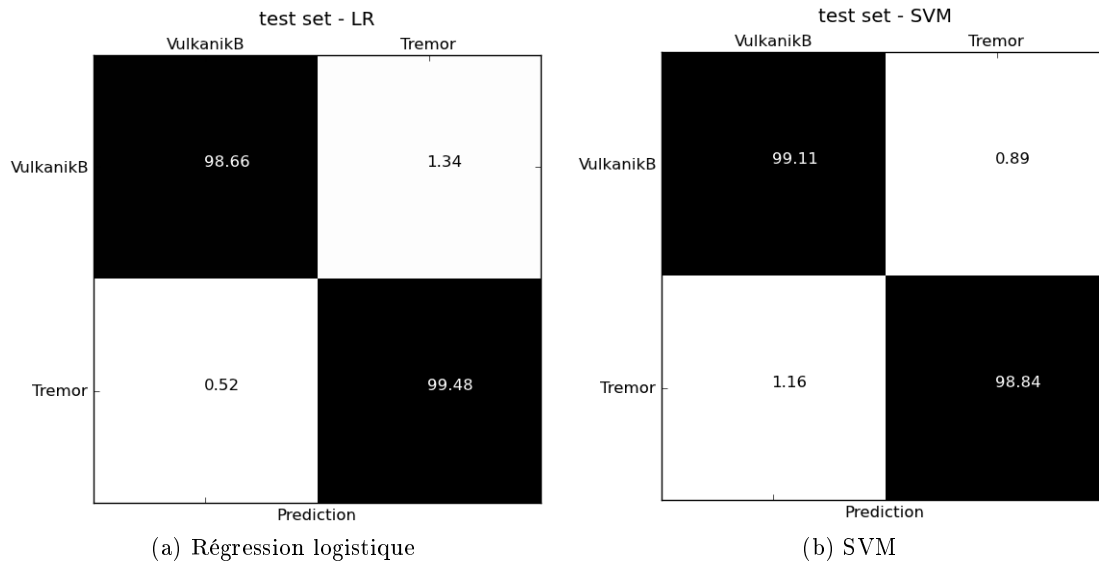 test set - LR
VulkanikB Tremor
VulkanikB 98.66 1.34
Tremor 0.52 99.48
Prediction
(a) Régression logistique
test set - SVM
VulkanikB Tremor
VulkanikB 99.11 0.89
Tremor 1.16 98.84
Prediction
(b) SVM